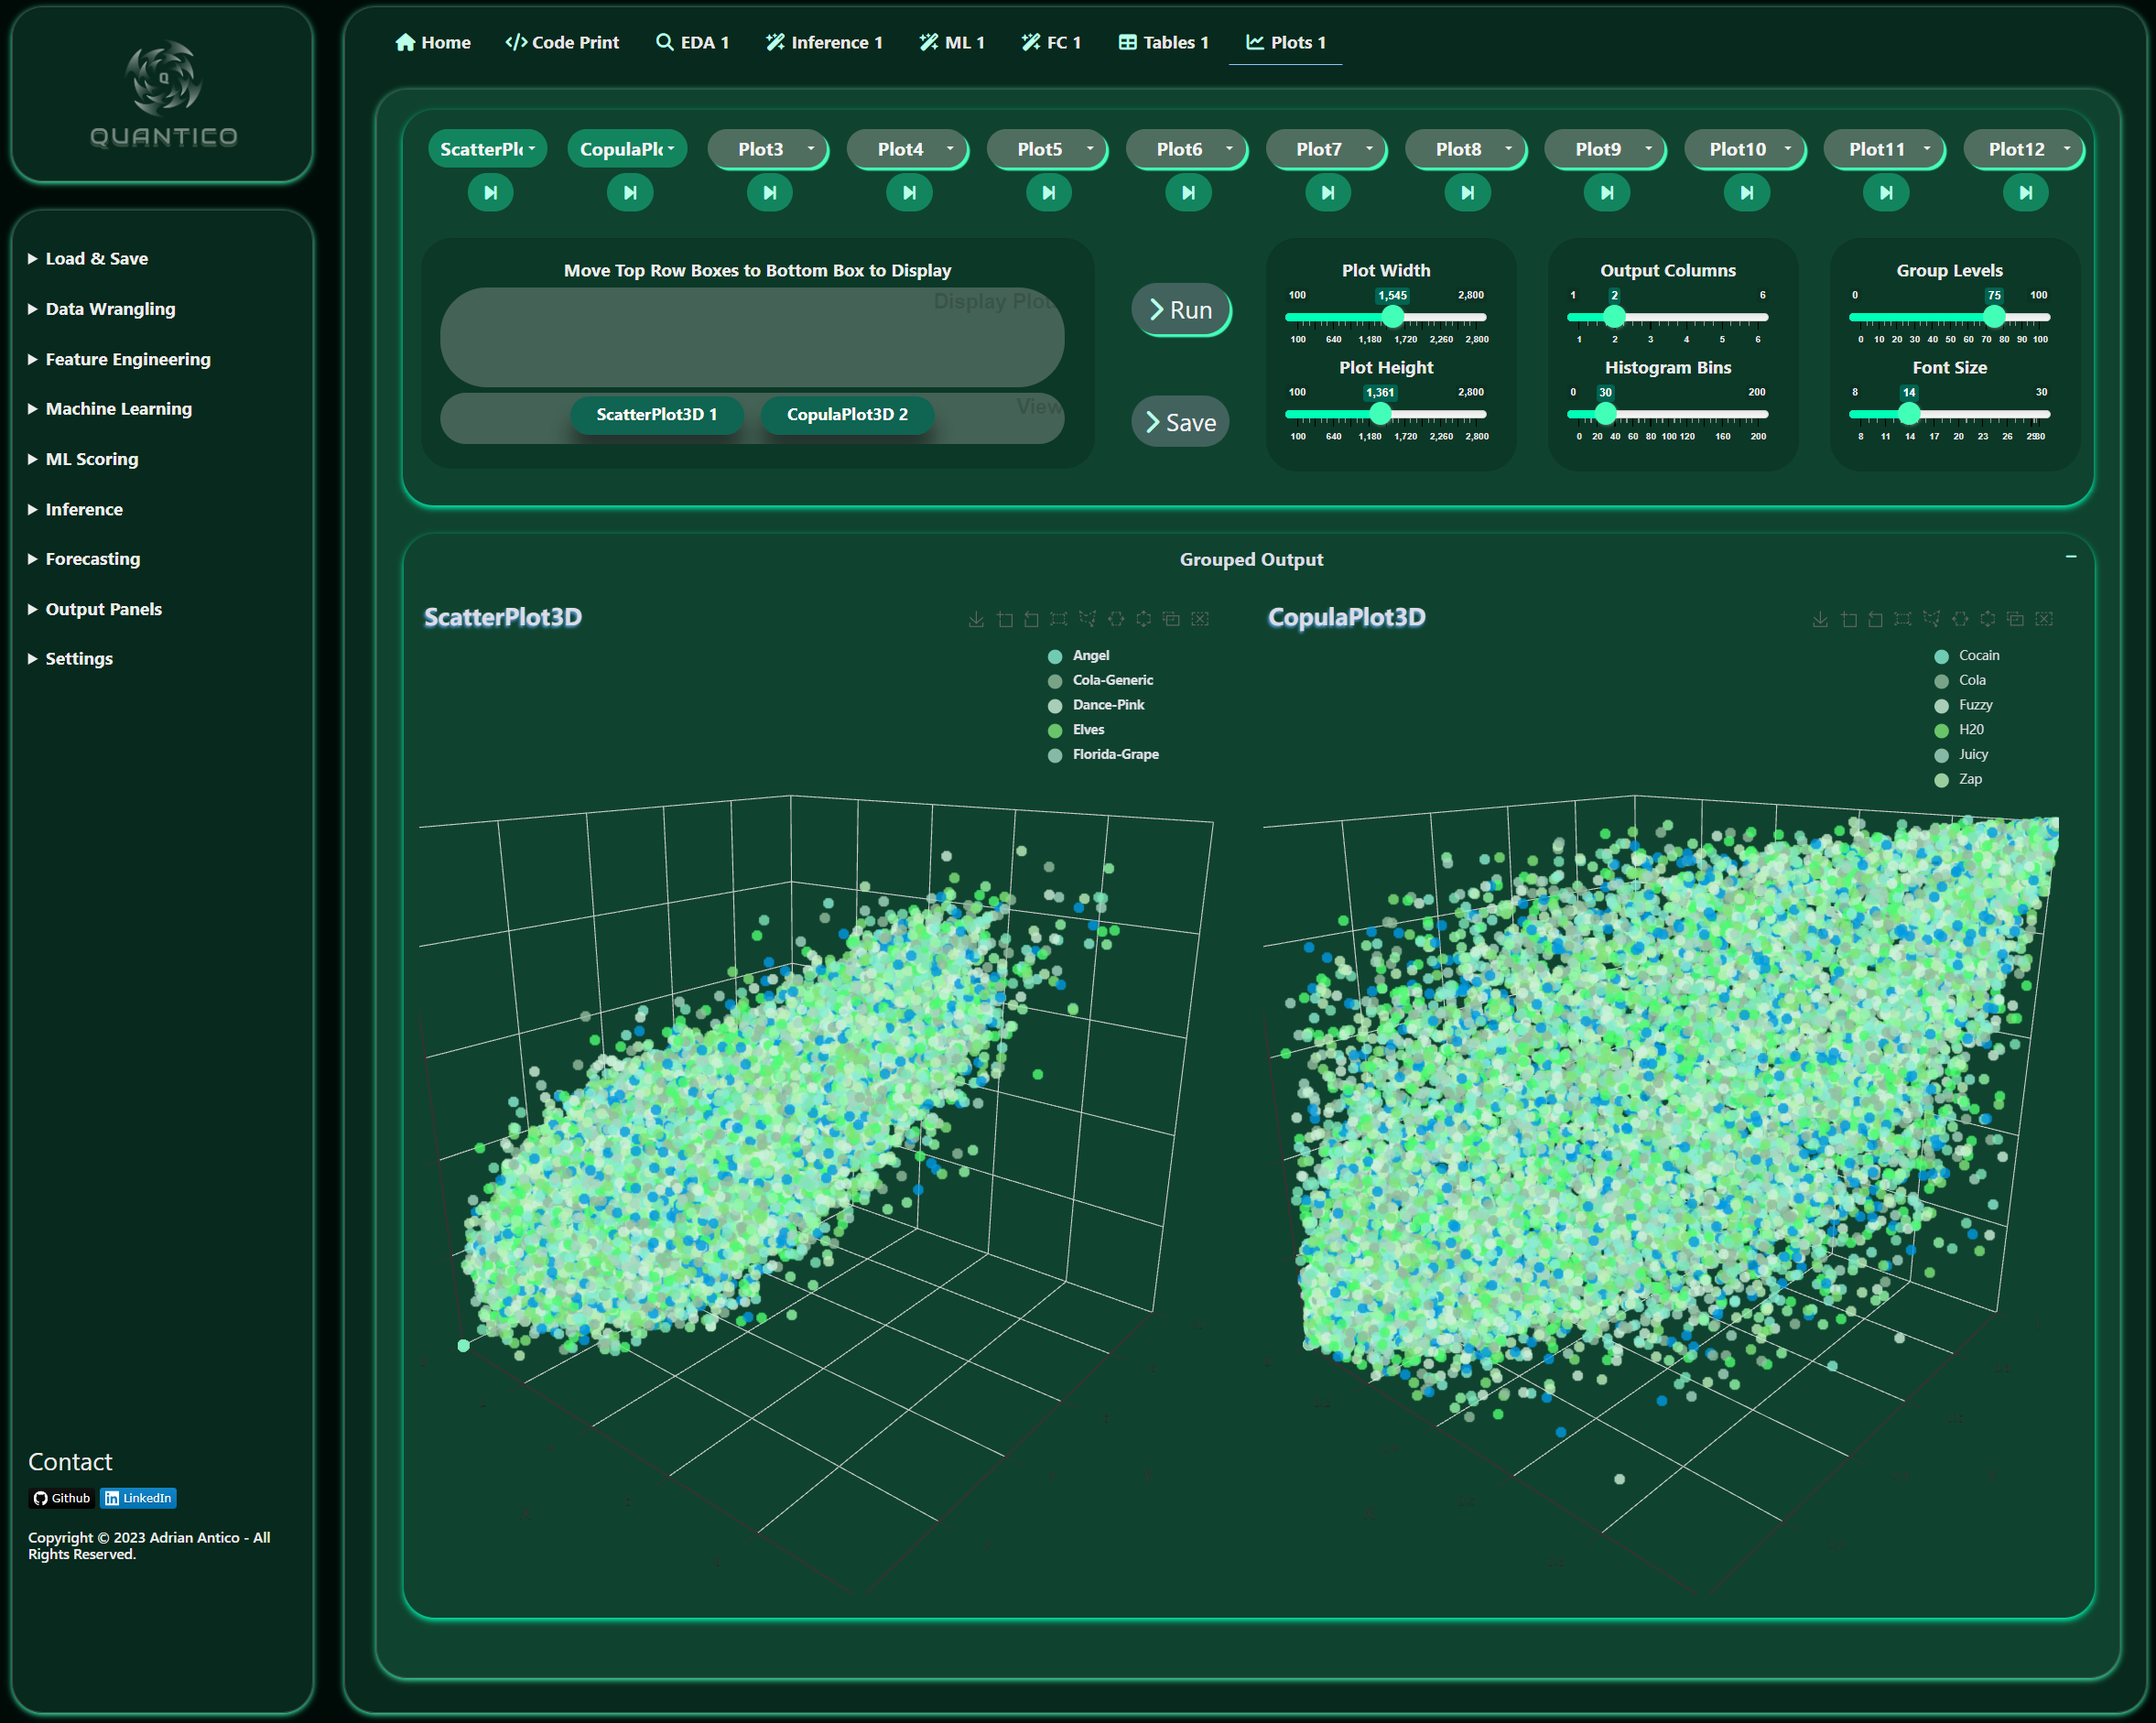 QUANTICO
Load & Save
Data Wrangling
Feature Engineering
Machine Learning
ML Scoring
Inference
Forecasting
Output Panels
Settings
Contact
Github LinkedIn
Copyright © 2023 Adrian Antico - All
Rights Reserved.
Home Code Print EDA 1 Inference 1 ML 1 FC 1 Tables 1 Plots 1
ScatterPl CopulaPl Plot3 Plot4 Plot5 Plot6 Plot7 Plot8 Plot9 Plot10 Plot11 Plot12
Move Top Row Boxes to Bottom Box to Display
Display Plot
View
ScatterPlot3D 1 CopulaPlot3D 2
Run
Save
Plot Width
100 1,545 2,800
100 640 1,180 1,720 2,260 2,800
Plot Height
100 1,361 2,800
100 640 1,180 1,720 2,260 2,800
Output Columns
1 2 6
1 2 3 4 5 6
Histogram Bins
0 30 200
0 20 40 60 80 100 120 160 200
Group Levels
0 75 100
0 10 20 30 40 50 60 70 80 90 100
Font Size
8 14 30
8 11 14 17 20 23 26 29 30
Grouped Output
ScatterPlot3D
Angel
Cola-Generic
Dance-Pink
Elves
Florida-Grape
CopulaPlot3D
Cocain
Cola
Fuzzy
H20
Juicy
Zap